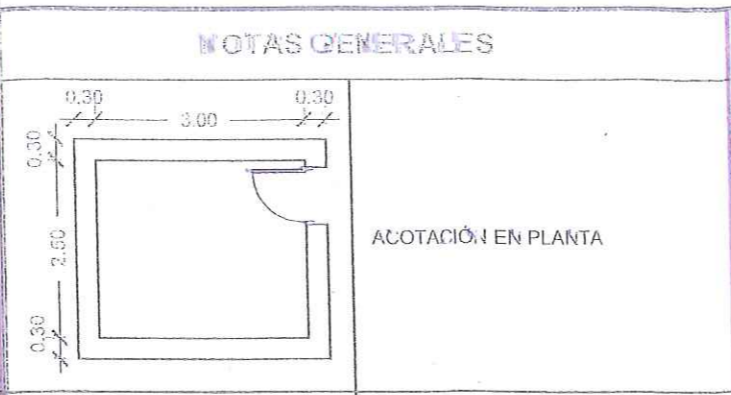 NOTAS GENERALES
0.30 3.00 0.30
0.30
2.50
0.30
ACOTACIÓN EN PLANTA